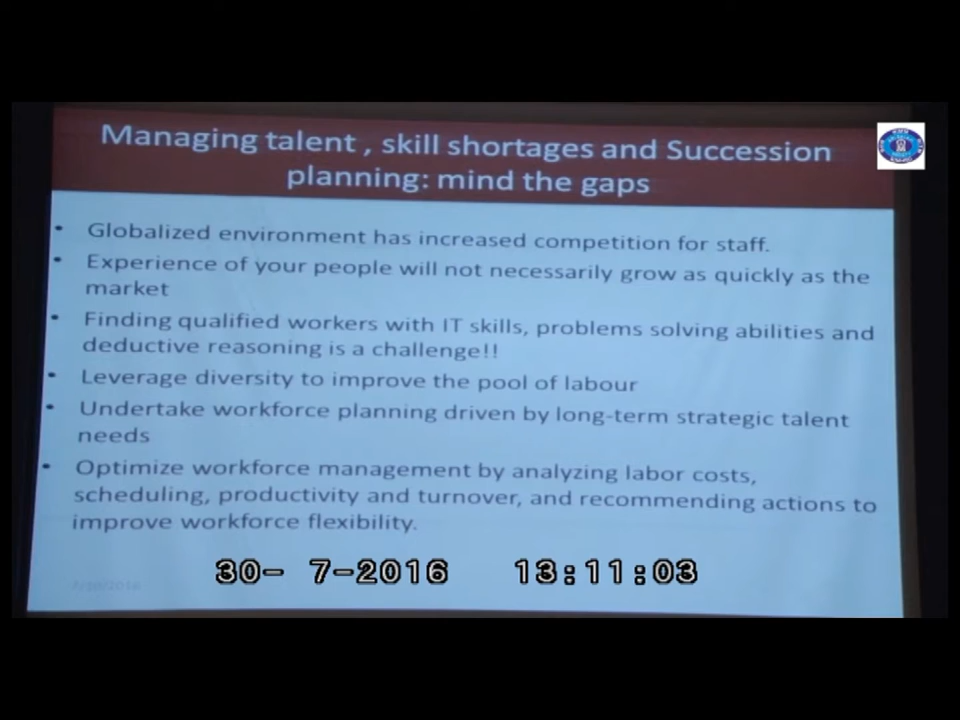 Managing talent , skill shortages and Succession
planning: mind the gaps
• Globalized environment has increased competition for staff.
• Experience of your people will not necessarily grow as quickly as the
market
• Finding qualified workers with IT skills, problems solving abilities and
deductive reasoning is a challenge!!
• Leverage diversity to improve the pool of labour
• Undertake workforce planning driven by long-term strategic talent
needs
• Optimize workforce management by analyzing labor costs,
scheduling, productivity and turnover, and recommending actions to
improve workforce flexibility.
30- 7-2016 13:11:03